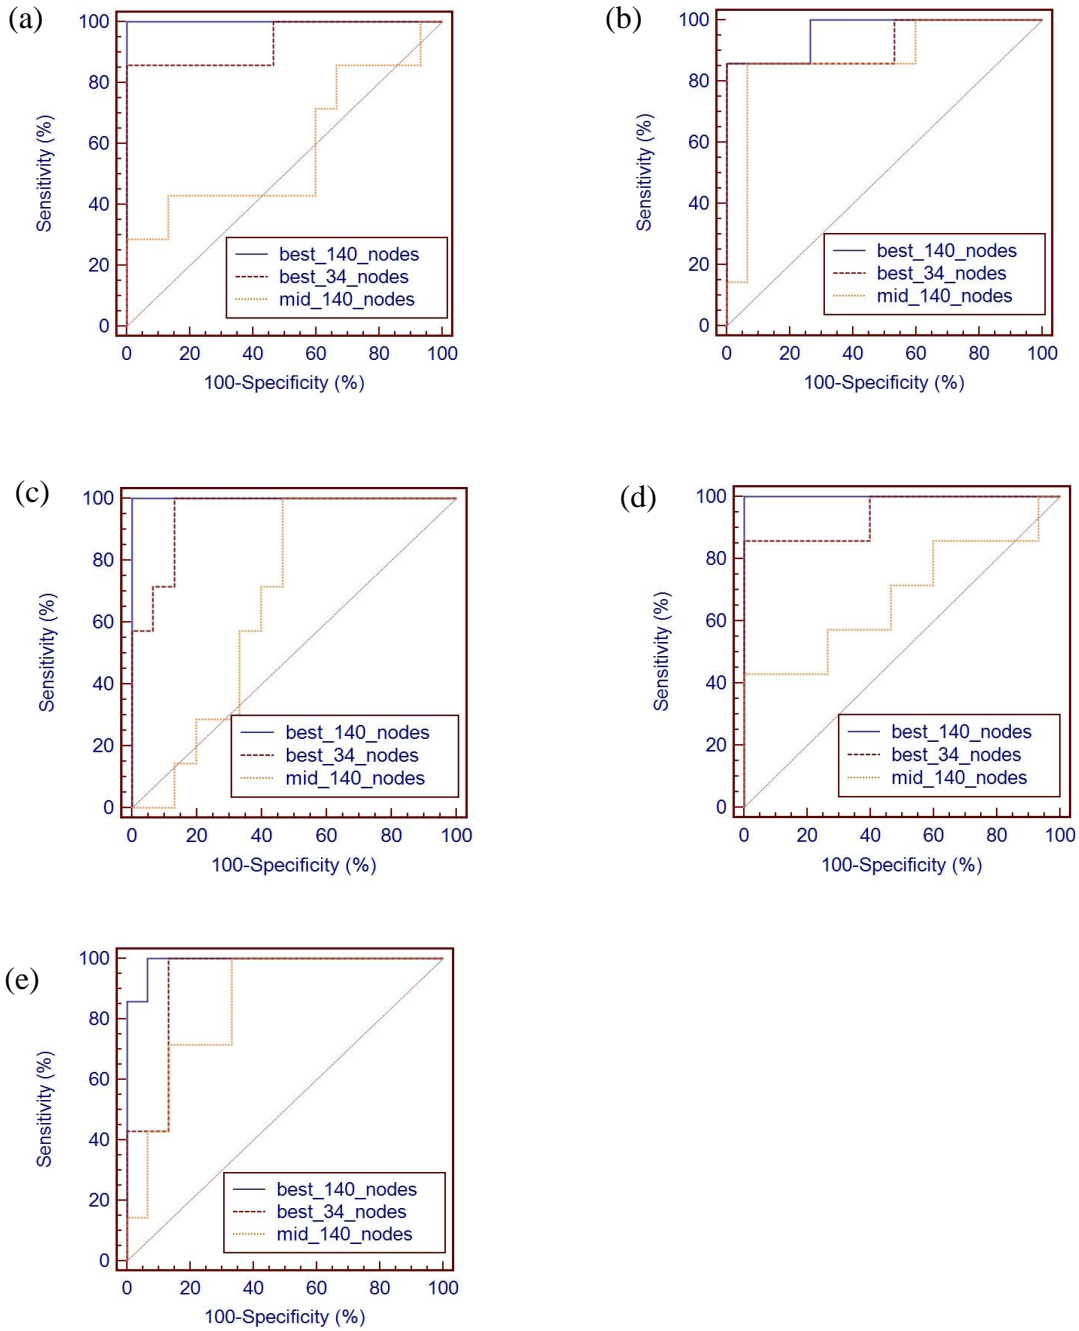 (a)
100
80
60
40
20
0
Sensitivity (%)
best_140_nodes
best_34_nodes
mid_140_nodes
0 20 40 60 80 100
100-Specificity (%)
(b)
100
80
60
40
20
0
Sensitivity (%)
best_140_nodes
best_34_nodes
mid_140_nodes
0 20 40 60 80 100
100-Specificity (%)
(c)
100
80
60
40
20
0
Sensitivity (%)
best_140_nodes
best_34_nodes
mid_140_nodes
0 20 40 60 80 100
100-Specificity (%)
(d)
100
80
60
40
20
0
Sensitivity (%)
best_140_nodes
best_34_nodes
mid_140_nodes
0 20 40 60 80 100
100-Specificity (%)
(e)
100
80
60
40
20
0
Sensitivity (%)
best_140_nodes
best_34_nodes
mid_140_nodes
0 20 40 60 80 100
100-Specificity (%)